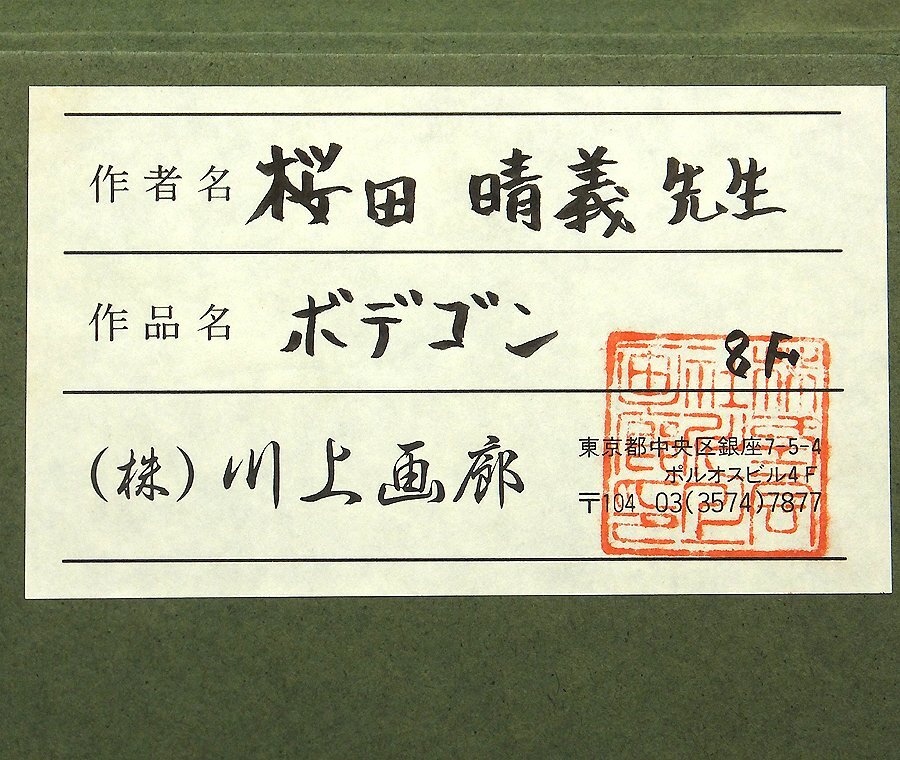 作者名 桜田 晴義 先生
作品名 ボデゴン
8F
(株)川上画廊
東京都中央区銀座7-5-4
ポルオスビル4F
〒104 03(3574)7877